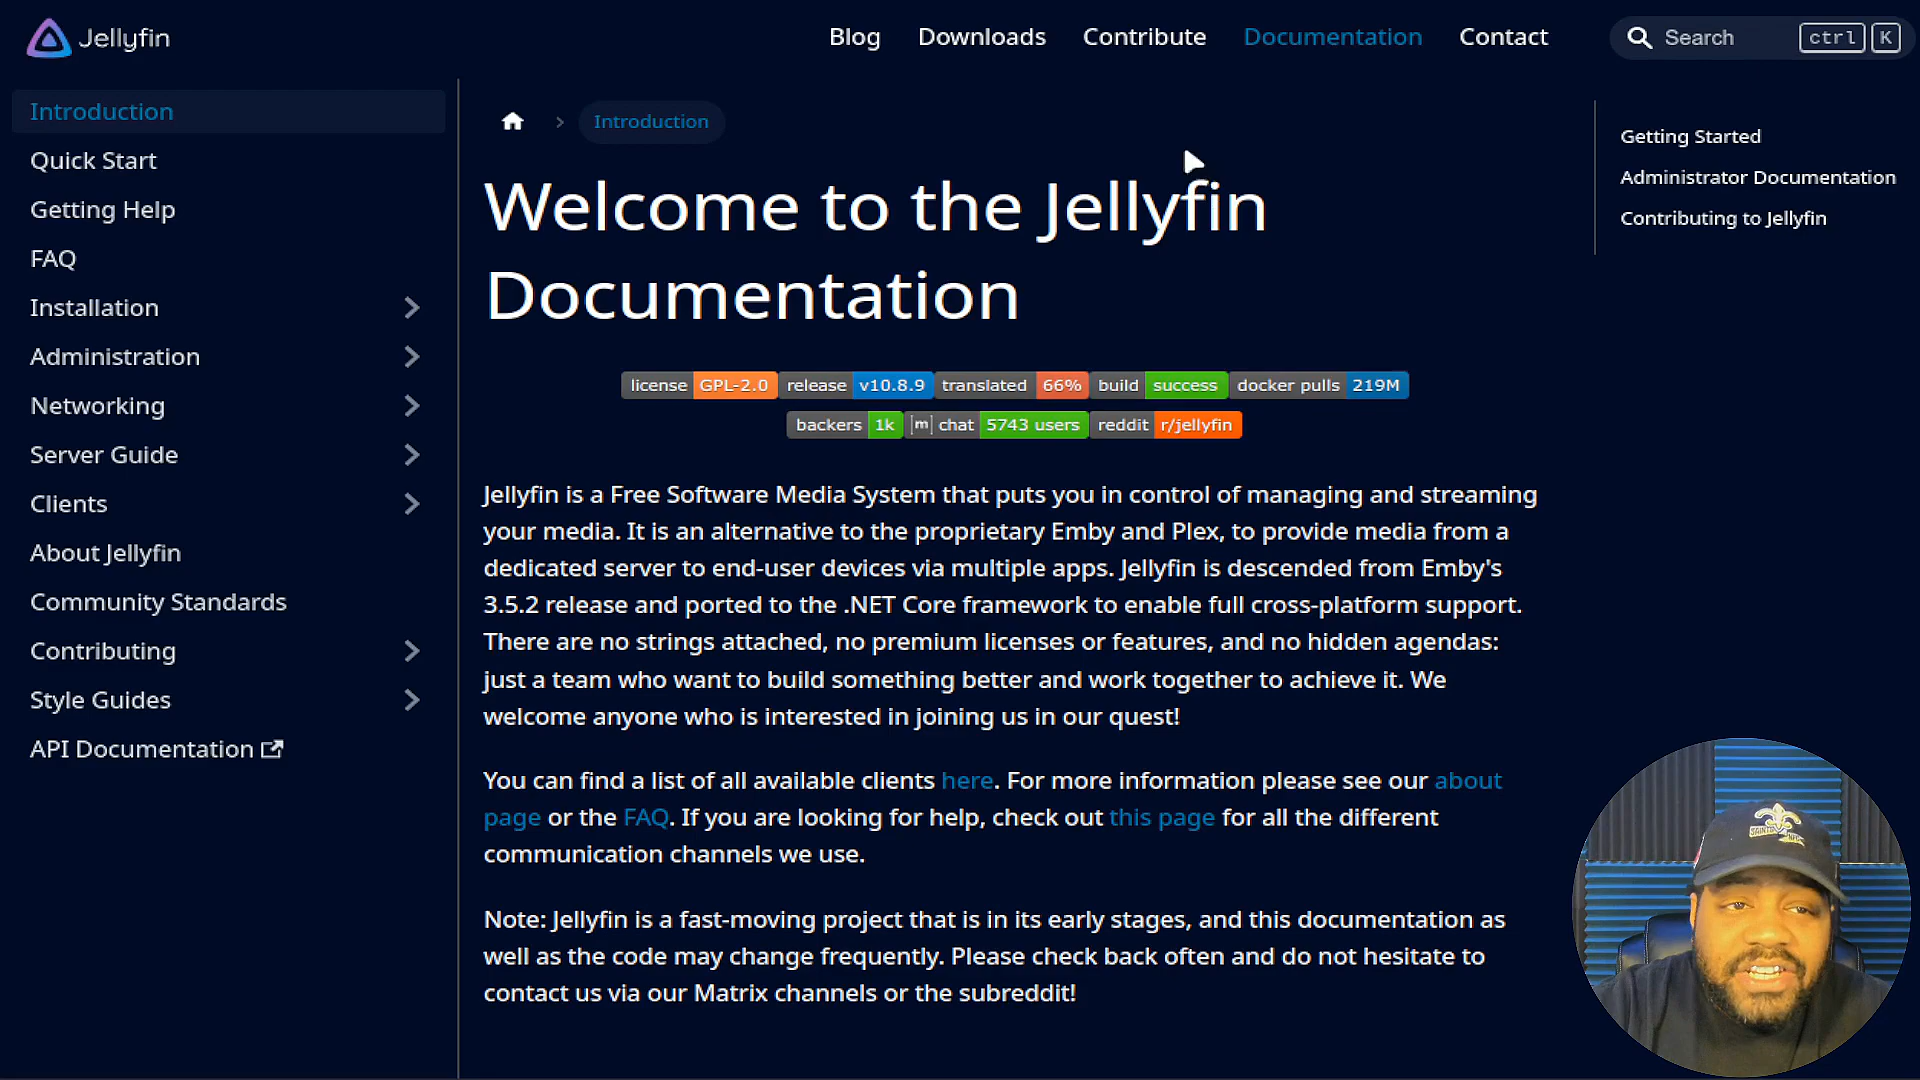 Jellyfin
Blog
Downloads
Contribute
Documentation
Contact
Search
ctrl K
Introduction
Quick Start
Getting Help
FAQ
Installation
Administration
Networking
Server Guide
Clients
About Jellyfin
Community Standards
Contributing
Style Guides
API Documentation
Introduction
Welcome to the Jellyfin
Documentation
license GPL-2.0 release v10.8.9 translated 66% build success docker pulls 219M
backers 1k [m] chat 5743 users reddit r/jellyfin
Jellyfin is a Free Software Media System that puts you in control of managing and streaming
your media. It is an alternative to the proprietary Emby and Plex, to provide media from a
dedicated server to end-user devices via multiple apps. Jellyfin is descended from Emby's
3.5.2 release and ported to the .NET Core framework to enable full cross-platform support.
There are no strings attached, no premium licenses or features, and no hidden agendas:
just a team who want to build something better and work together to achieve it. We
welcome anyone who is interested in joining us in our quest!
You can find a list of all available clients here. For more information please see our about
page or the FAQ. If you are looking for help, check out this page for all the different
communication channels we use.
Note: Jellyfin is a fast-moving project that is in its early stages, and this documentation as
well as the code may change frequently. Please check back often and do not hesitate to
contact us via our Matrix channels or the subreddit!
Getting Started
Administrator Documentation
Contributing to Jellyfin
SAINTS